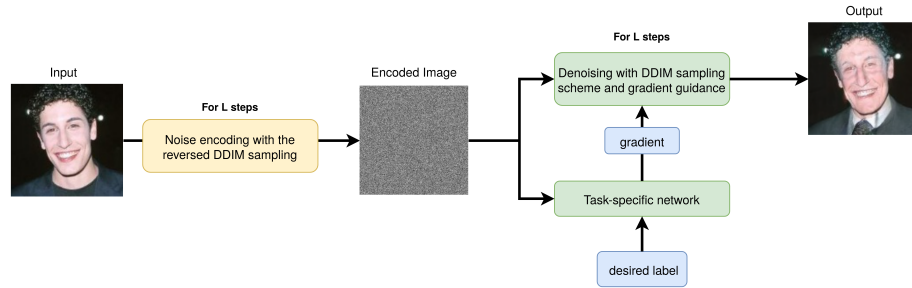 Input
For L steps
Noise encoding with the
reversed DDIM sampling
Encoded Image
For L steps
Denoising with DDIM sampling
scheme and gradient guidance
gradient
Task-specific network
desired label
Output